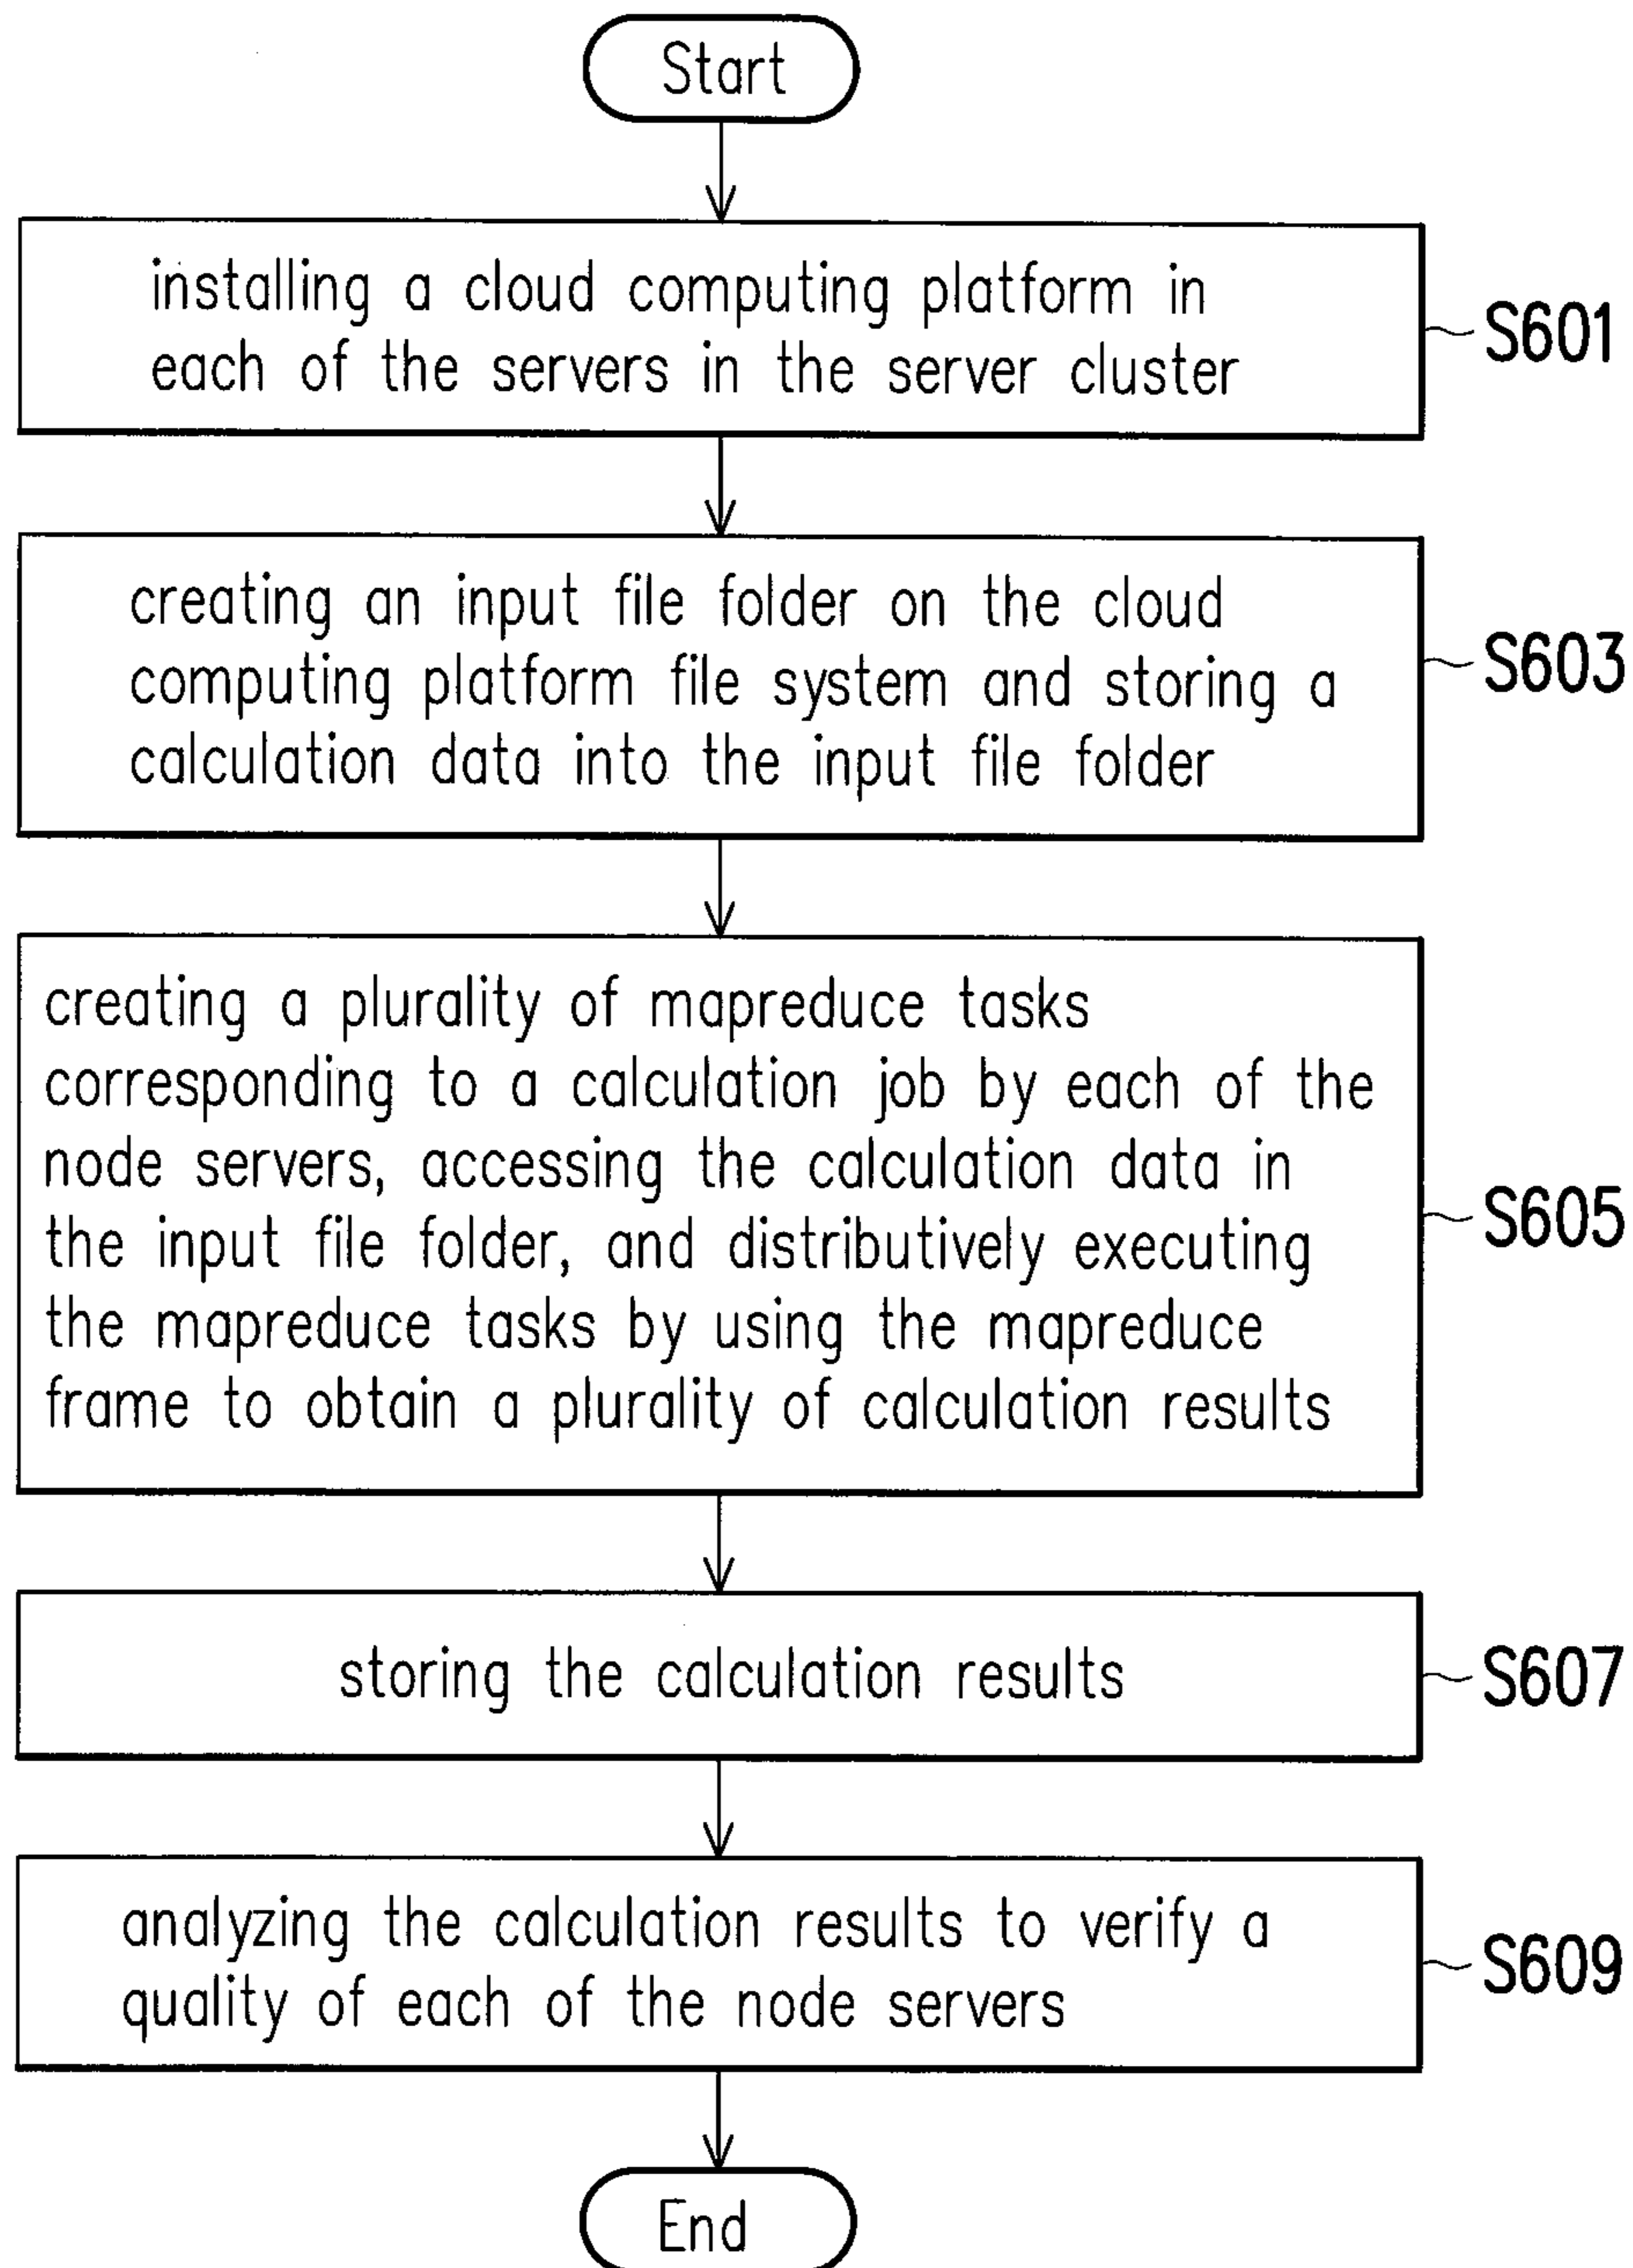 Start
installing a cloud computing platform in
each of the servers in the server cluster
S601
creating an input file folder on the cloud
computing platform file system and storing a
calculation data into the input file folder
S603
creating a plurality of mapreduce tasks
corresponding to a calculation job by each of the
node servers, accessing the calculation data in
the input file folder, and distributively executing
the mapreduce tasks by using the mapreduce
frame to obtain a plurality of calculation results
S605
storing the calculation results
S607
analyzing the calculation results to verify a
quality of each of the node servers
S609
End